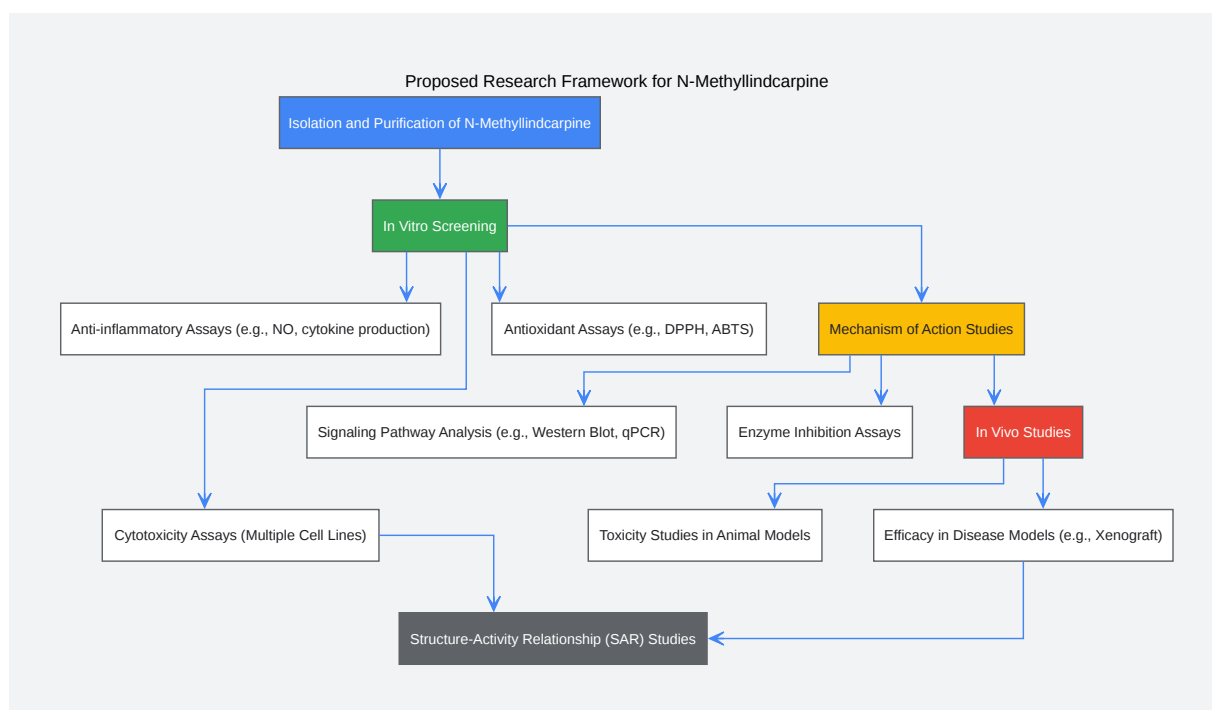 Proposed Research Framework for N-Methyllindcarpine
Isolation and Purification of N-Methyllindcarpine
In Vitro Screening
Anti-inflammatory Assays (e.g., NO, cytokine production)
Antioxidant Assays (e.g., DPPH, ABTS)
Mechanism of Action Studies
Signaling Pathway Analysis (e.g., Western Blot, qPCR)
Enzyme Inhibition Assays
In Vivo Studies
Cytotoxicity Assays (Multiple Cell Lines)
Toxicity Studies in Animal Models
Efficacy in Disease Models (e.g., Xenograft)
Structure-Activity Relationship (SAR) Studies